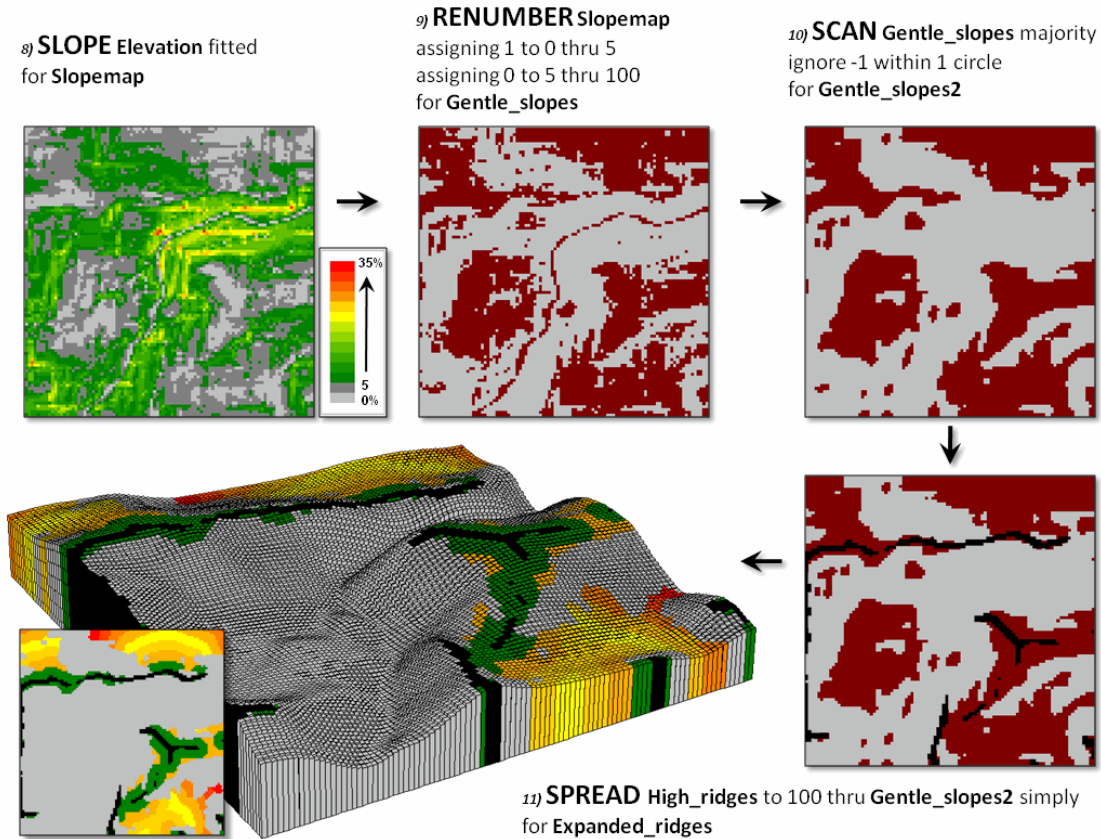 8) SLOPE Elevation fitted
for Slopemap
9) RENUMBER Slopemap
assigning 1 to 0 thru 5
assigning 0 to 5 thru 100
for Gentle_slopes
10) SCAN Gentle_slopes majority
ignore -1 within 1 circle
for Gentle_slopes2
35%
5
0%
11) SPREAD High_ridges to 100 thru Gentle_slopes2 simply
for Expanded_ridges